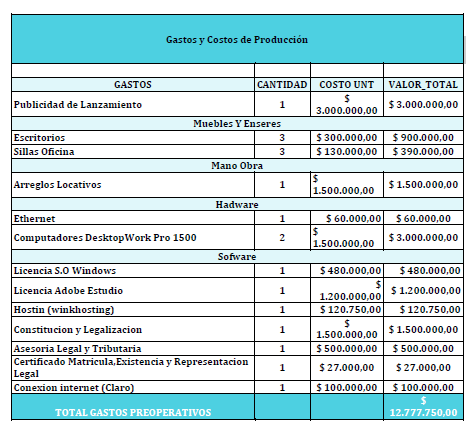 Gastos y Costos de Producción
GASTOS CANTIDAD COSTO UNT VALOR_TOTAL
Publicidad de Lanzamiento 1 $ 3.000.000,00 $ 3.000.000,00
Muebles Y Enseres
Escritorios 3 $ 300.000,00 $ 900.000,00
Sillas Oficina 3 $ 130.000,00 $ 390.000,00
Mano Obra
Arreglos Locativos 1 $ 1.500.000,00 $ 1.500.000,00
Hadware
Ethernet 1 $ 60.000,00 $ 60.000,00
Computadores DesktopWork Pro 1500 2 $ 1.500.000,00 $ 3.000.000,00
Sofware
Licencia S.O Windows 1 $ 480.000,00 $ 480.000,00
Licencia Adobe Estudio 1 $ 1.200.000,00 $ 1.200.000,00
Hostin (winkhosting) 1 $ 120.750,00 $ 120.750,00
Constitucion y Legalizacion 1 $ 1.500.000,00 $ 1.500.000,00
Asesoria Legal y Tributaria 1 $ 500.000,00 $ 500.000,00
Certificado Matricula,Existencia y Representacion
Legal 1 $ 27.000,00 $ 27.000,00
Conexion internet (Claro) 1 $ 100.000,00 $ 100.000,00
TOTAL GASTOS PREOPERATIVOS $ 12.777.750,00